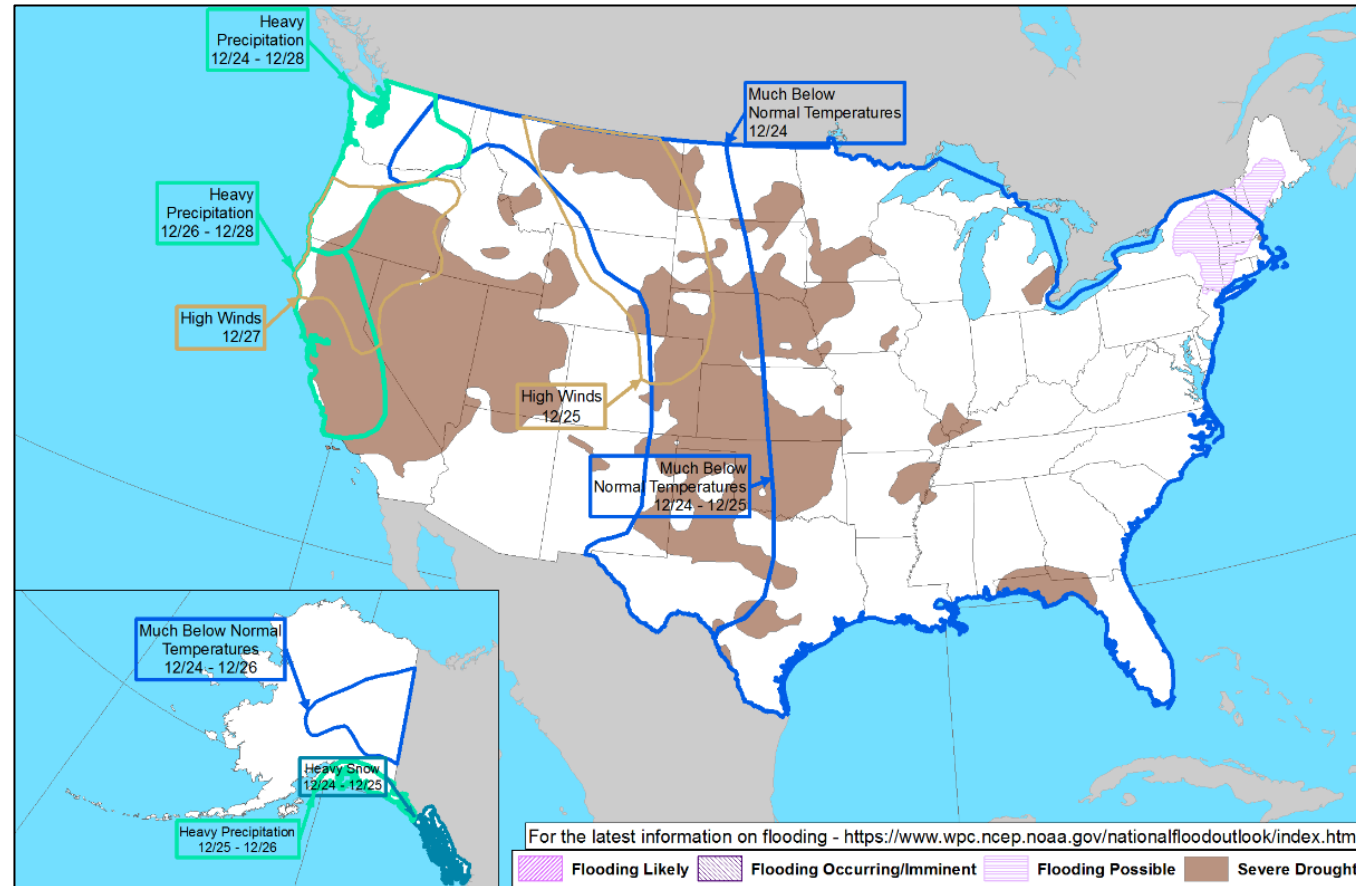 Heavy
Precipitation
12/24 - 12/28
Much Below
Normal Temperatures
12/24
Heavy
Precipitation
12/26 - 12/28
High Winds
12/27
High Winds
12/25
Much Below
Normal Temperatures
12/24 - 12/25
Much Below Normal
Temperatures
12/24 - 12/26
Heavy Snow
12/24 - 12/25
Heavy Precipitation
12/25 - 12/26
For the latest information on flooding - https://www.wpc.ncep.noaa.gov/nationalfloodoutlook/index.htm
Flooding Likely
Flooding Occurring/Imminent
Flooding Possible
Severe Drought